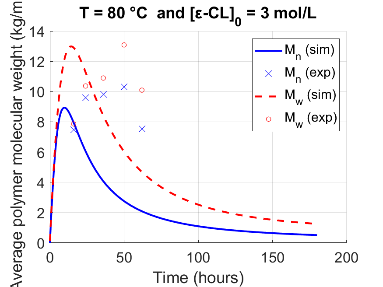 T = 80 °C and [ε-CL]₀ = 3 mol/L
Average polymer molecular weight (kg/m
14
12
10
8
6
4
2
0
Mₙ (sim)
Mₙ (exp)
M_w (sim)
M_w (exp)
0 50 100 150 200
Time (hours)